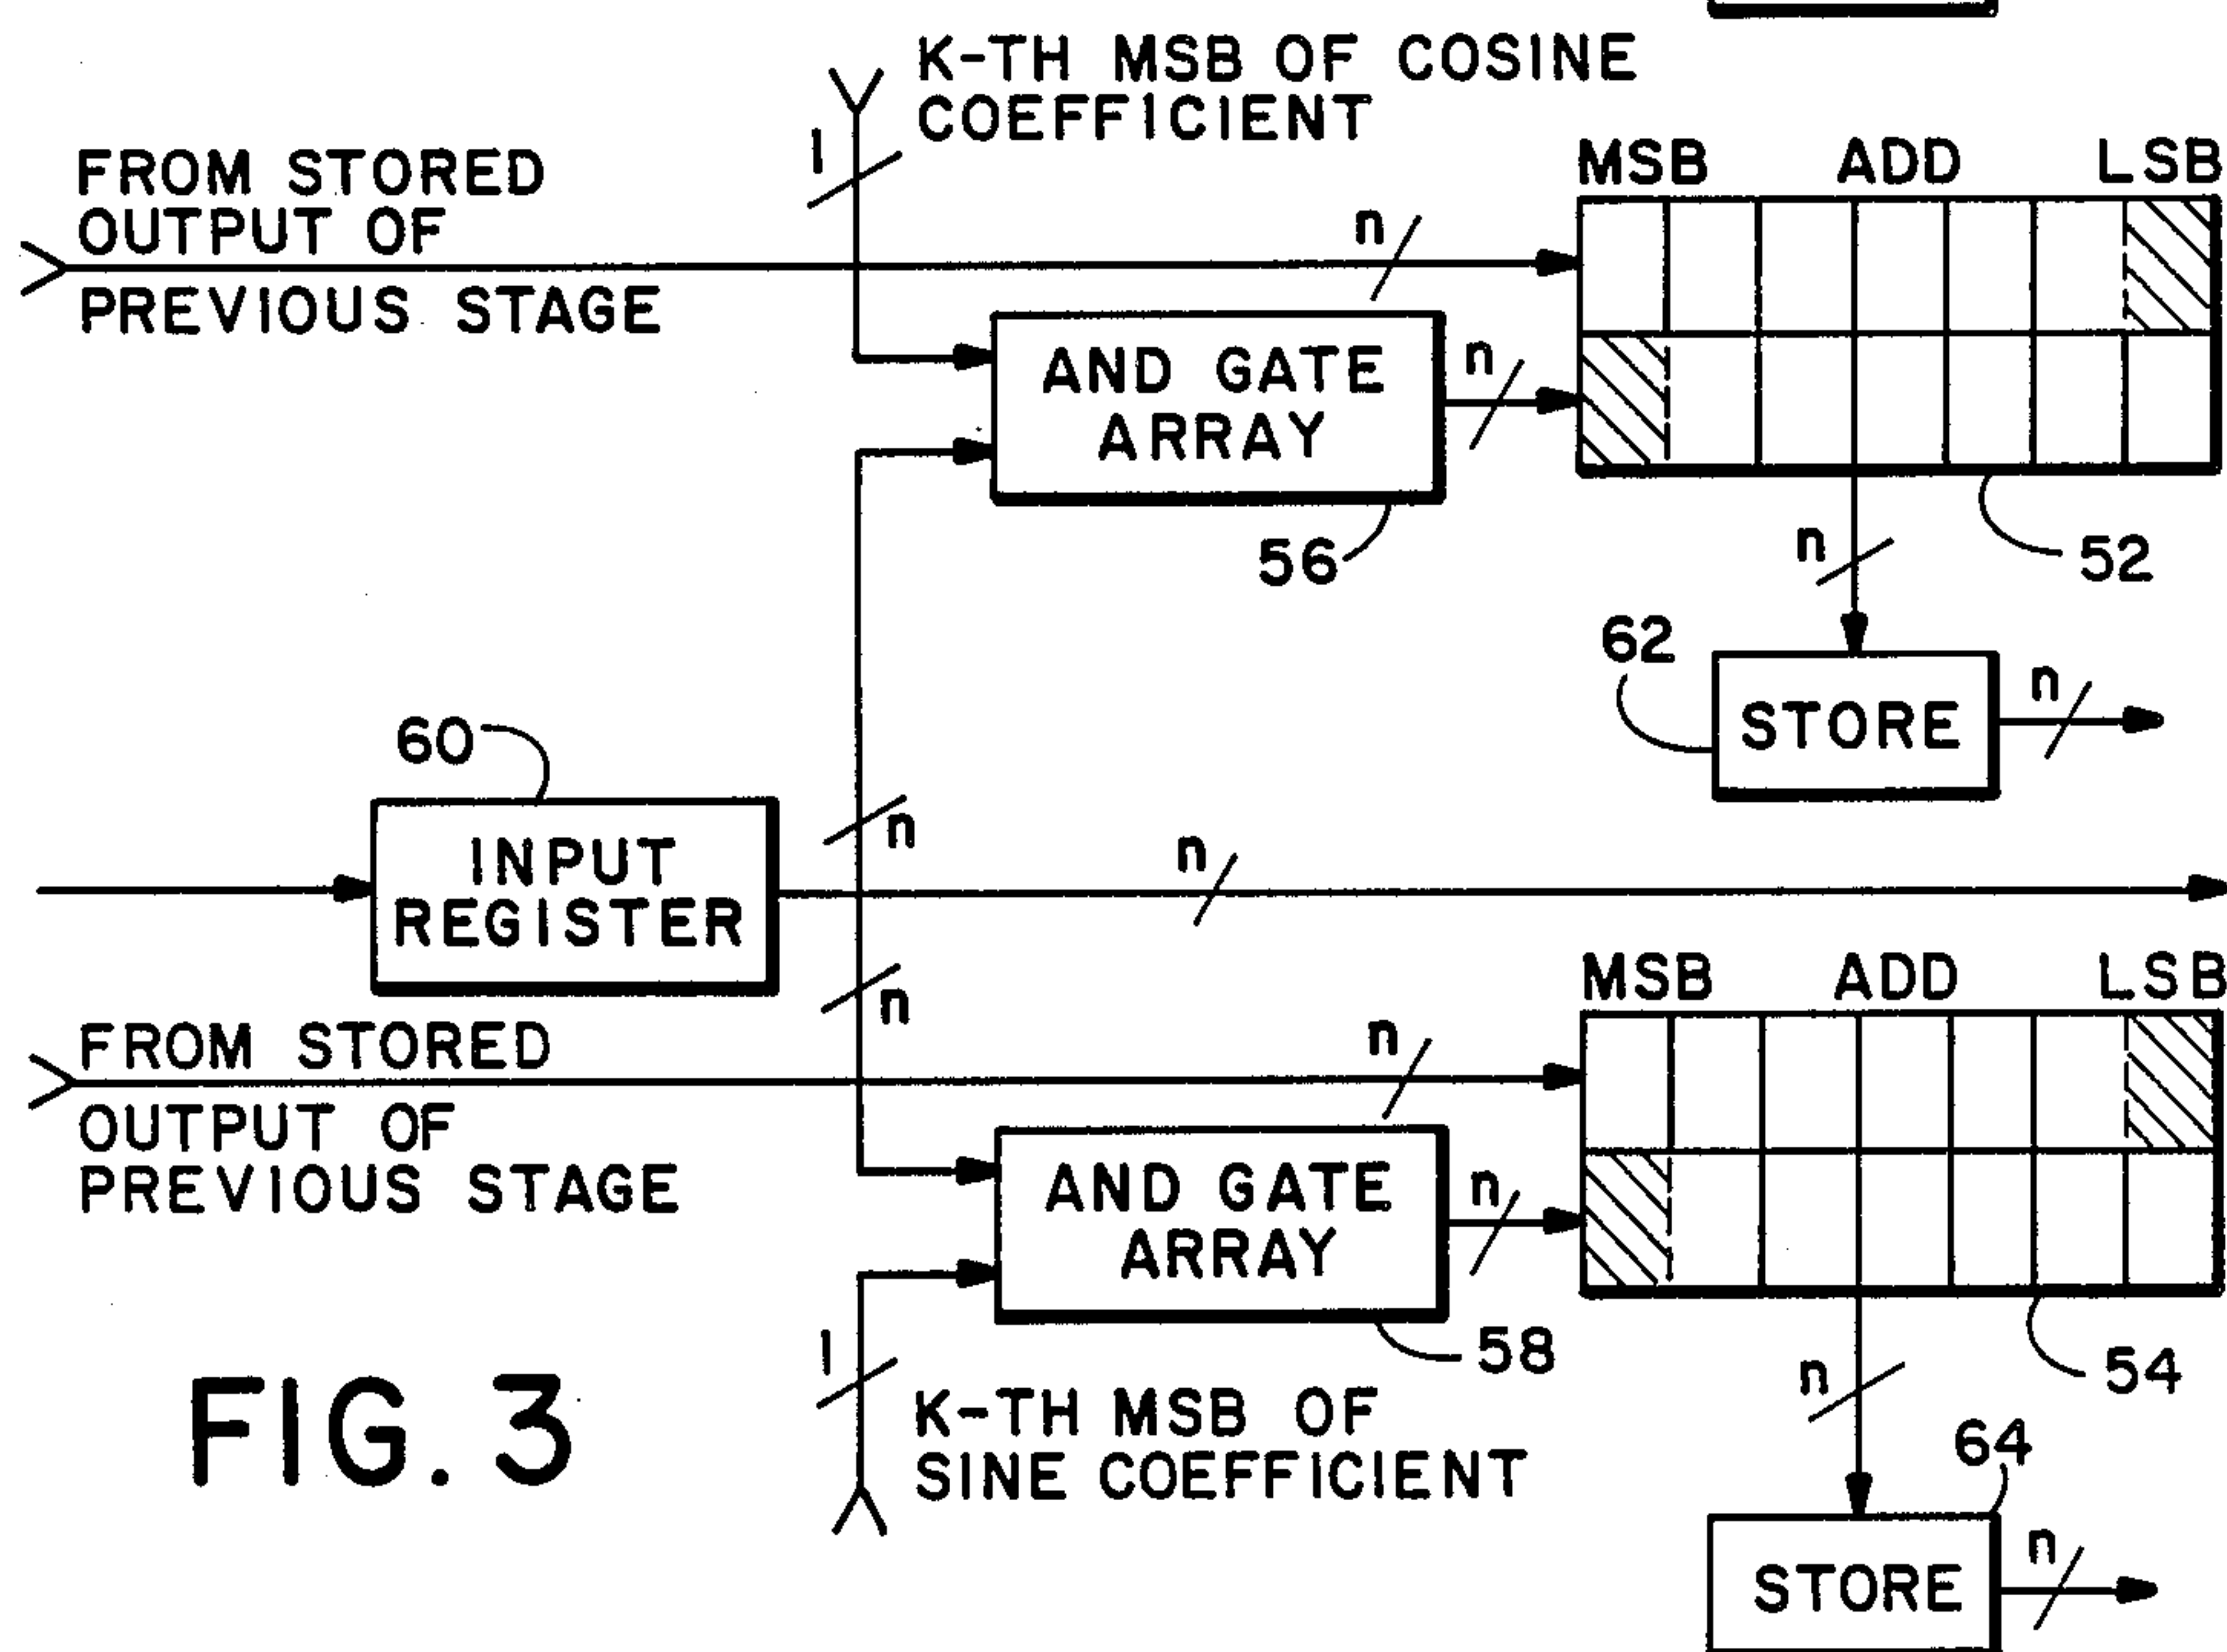 K-TH MSB OF COSINE
COEFFICIENT
1
FROM STORED
OUTPUT OF
PREVIOUS STAGE
n
MSB ADD LSB
AND GATE
ARRAY
n
56
n
52
62
STORE
n
60
INPUT
REGISTER
n
n
n
MSB ADD LSB
FROM STORED
OUTPUT OF
PREVIOUS STAGE
n
AND GATE
ARRAY
n
58
1
K-TH MSB OF
SINE COEFFICIENT
n
54
64
STORE
n
FIG. 3